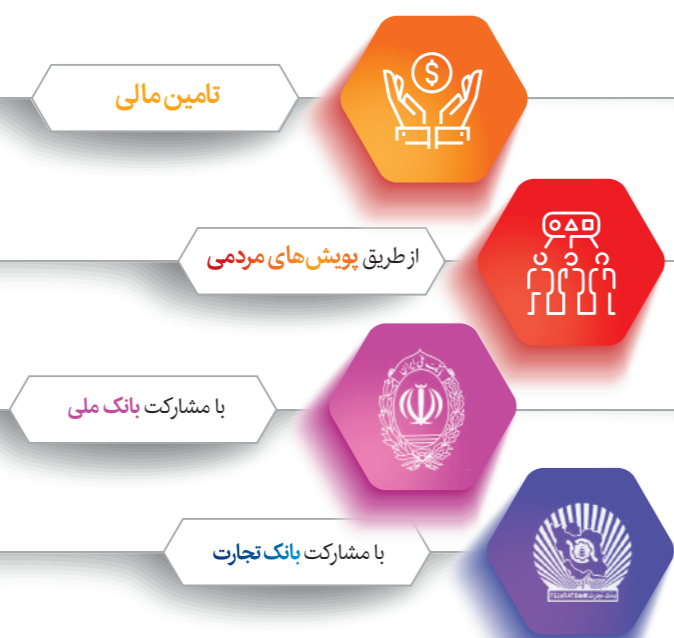 تامین مالی
$
از طریق پویش‌های مردمی
با مشارکت بانک ملی
با مشارکت بانک تجارت